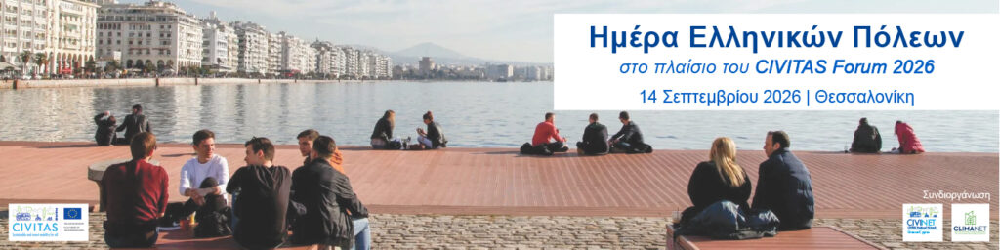 Ημέρα Ελληνικών Πόλεων
στο πλαίσιο του CIVITAS Forum 2026
14 Σεπτεμβρίου 2026 | Θεσσαλονίκη
Συνδιοργάνωση
CIVITAS
CIVINET
CLIMANET